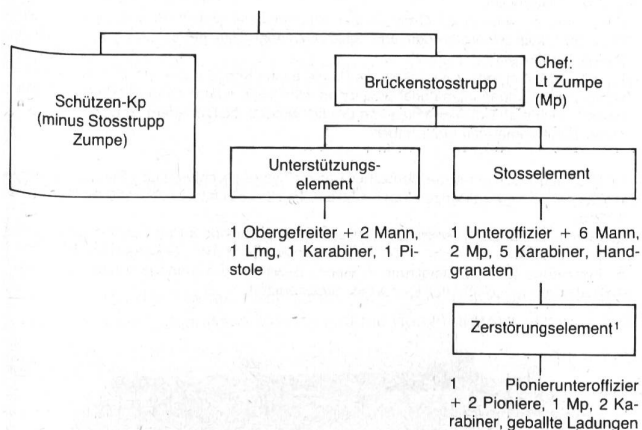 Schützen-Kp
(minus Stosstrupp
Zumpe)
Brückenstosstrupp
Chef:
Lt Zumpe
(Mp)
Unterstützungs-
element
Stosselement
1 Obergefreiter + 2 Mann,
1 Lmg, 1 Karabiner, 1 Pi-
stole
1 Unteroffizier + 6 Mann,
2 Mp, 5 Karabiner, Hand-
granaten
Zerstörungselement¹
1 Pionierunteroffizier
+ 2 Pioniere, 1 Mp, 2 Ka-
rabiner, geballte Ladungen